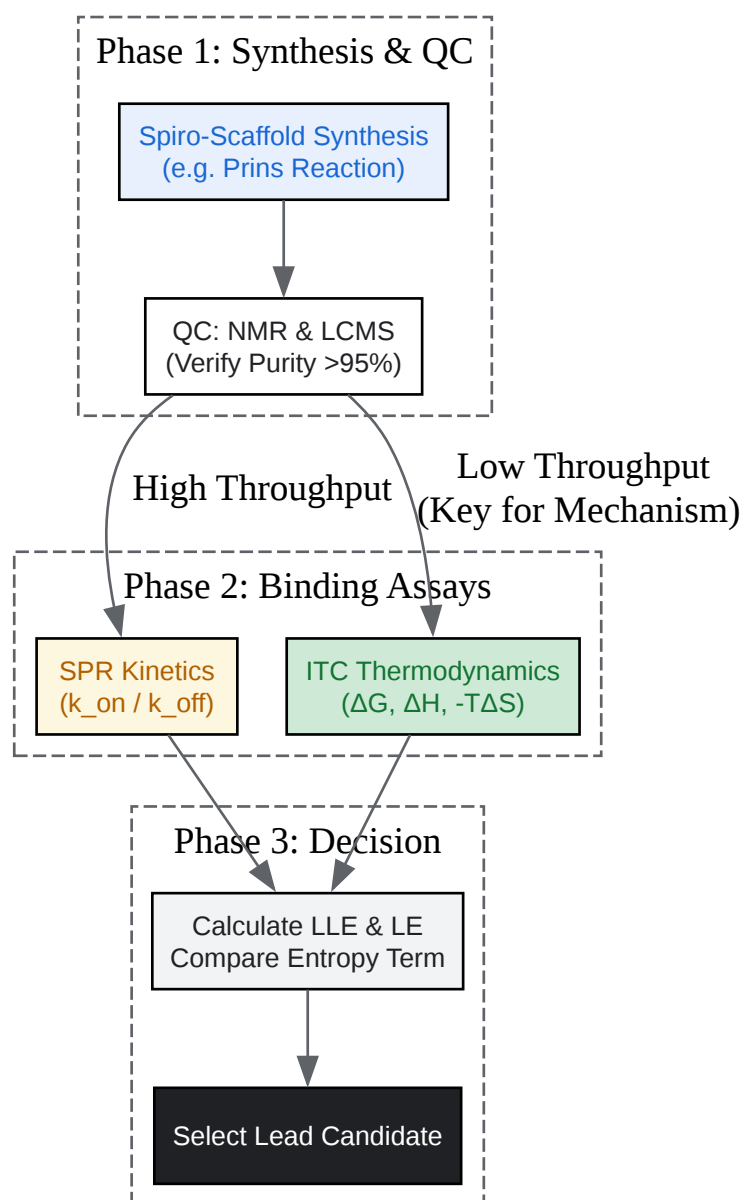 Phase 1: Synthesis & QC
Spiro-Scaffold Synthesis
(e.g. Prins Reaction)
QC: NMR & LCMS
(Verify Purity >95%)
High Throughput
Low Throughput
(Key for Mechanism)
Phase 2: Binding Assays
SPR Kinetics
(k_on / k_off)
ITC Thermodynamics
(ΔG, ΔH, -TΔS)
Phase 3: Decision
Calculate LLE & LE
Compare Entropy Term
Select Lead Candidate